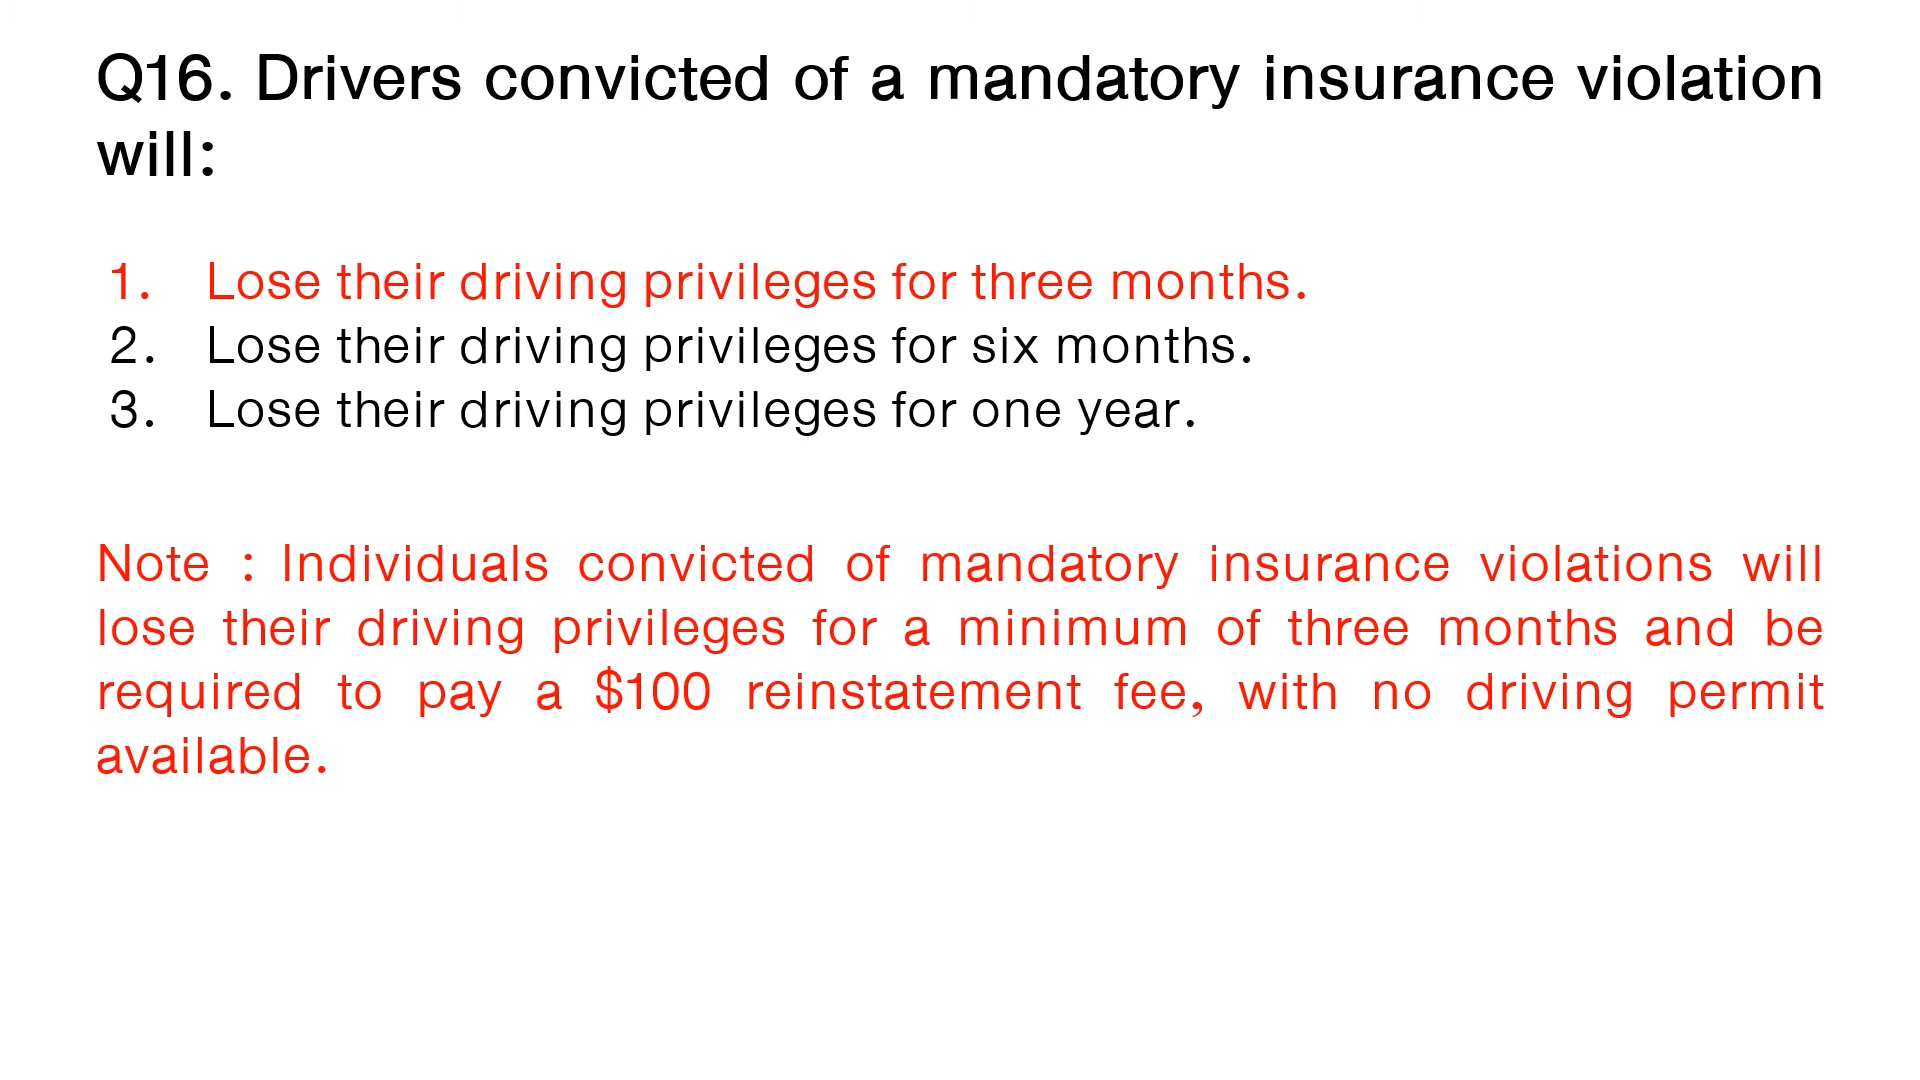 Q16. Drivers convicted of a mandatory insurance violation
will:
1. Lose their driving privileges for three months.
2. Lose their driving privileges for six months.
3. Lose their driving privileges for one year.
Note : Individuals convicted of mandatory insurance violations will
lose their driving privileges for a minimum of three months and be
required to pay a $100 reinstatement fee, with no driving permit
available.